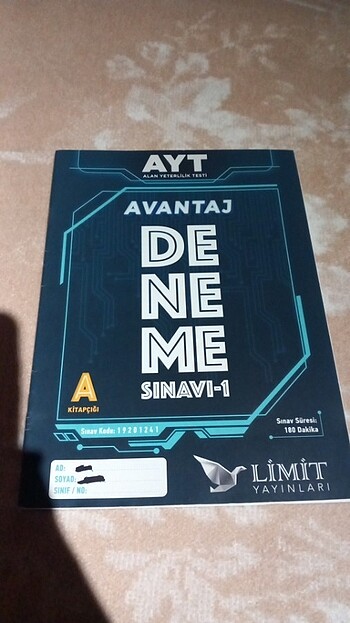 AYT
ALAN YETERLİLİK TESTİ
AVANTAJ
DE
NE
ME
SINAVI-1
A
KİTAPÇIĞI
Sınav Kodu: 19201241
Sınav Süresi:
180 Dakika
AD:
SOYAD:
SINIF / NO:
LİMİT
YAYINLARI